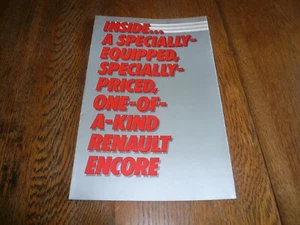 INSIDE...
A SPECIALLY-
EQUIPPED,
SPECIALLY-
PRICED,
ONE-OF-
A-KIND
RENAULT
ENCORE